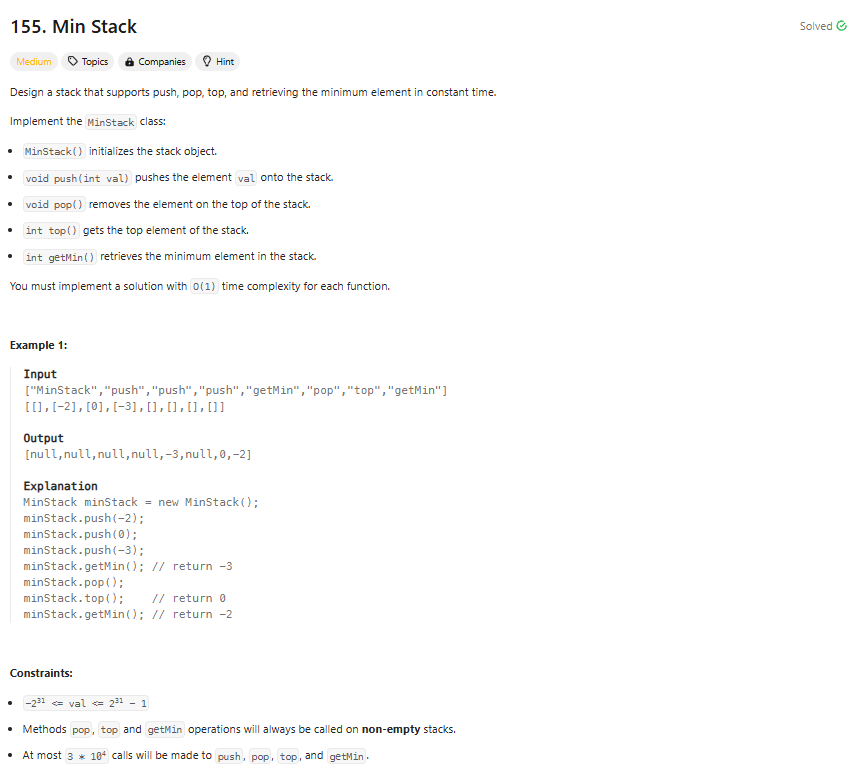 155. Min Stack
Solved
Medium Topics Companies Hint
Design a stack that supports push, pop, top, and retrieving the minimum element in constant time.
Implement the MinStack class:
• MinStack() initializes the stack object.
• void push(int val) pushes the element val onto the stack.
• void pop() removes the element on the top of the stack.
• int top() gets the top element of the stack.
• int getMin() retrieves the minimum element in the stack.
You must implement a solution with O(1) time complexity for each function.
Example 1:
Input
["MinStack","push","push","push","getMin","pop","top","getMin"]
[[],[-2],[0],[-3],[],[],[],[]]
Output
[null,null,null,null,-3,null,0,-2]
Explanation
MinStack minStack = new MinStack();
minStack.push(-2);
minStack.push(0);
minStack.push(-3);
minStack.getMin(); // return -3
minStack.pop();
minStack.top();    // return 0
minStack.getMin(); // return -2
Constraints:
• -2³¹ <= val <= 2³¹ - 1
• Methods pop, top and getMin operations will always be called on non-empty stacks.
• At most 3 * 10⁴ calls will be made to push, pop, top, and getMin.